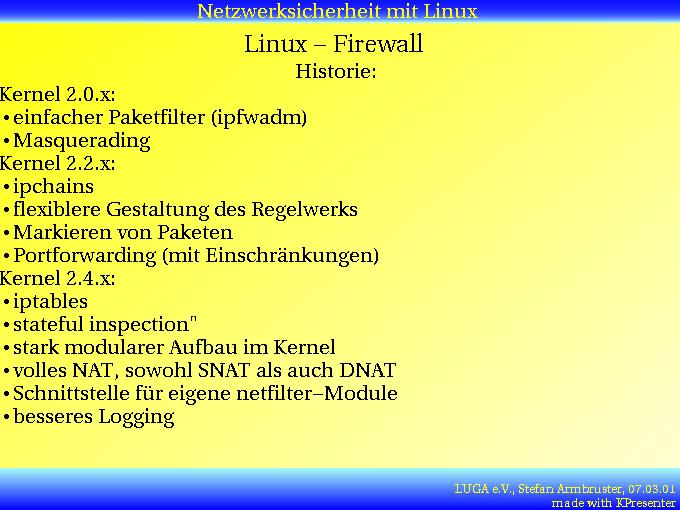 Netzwerksicherheit mit Linux
Linux – Firewall
Historie:
Kernel 2.0.x:
•einfacher Paketfilter (ipfwadm)
•Masquerading
Kernel 2.2.x:
•ipchains
•flexiblere Gestaltung des Regelwerks
•Markieren von Paketen
•Portforwarding (mit Einschränkungen)
Kernel 2.4.x:
•iptables
•stateful inspection"
•stark modularer Aufbau im Kernel
•volles NAT, sowohl SNAT als auch DNAT
•Schnittstelle für eigene netfilter–Module
•besseres Logging
LUGA e.V., Stefan Armbruster, 07.03.01
made with KPresenter